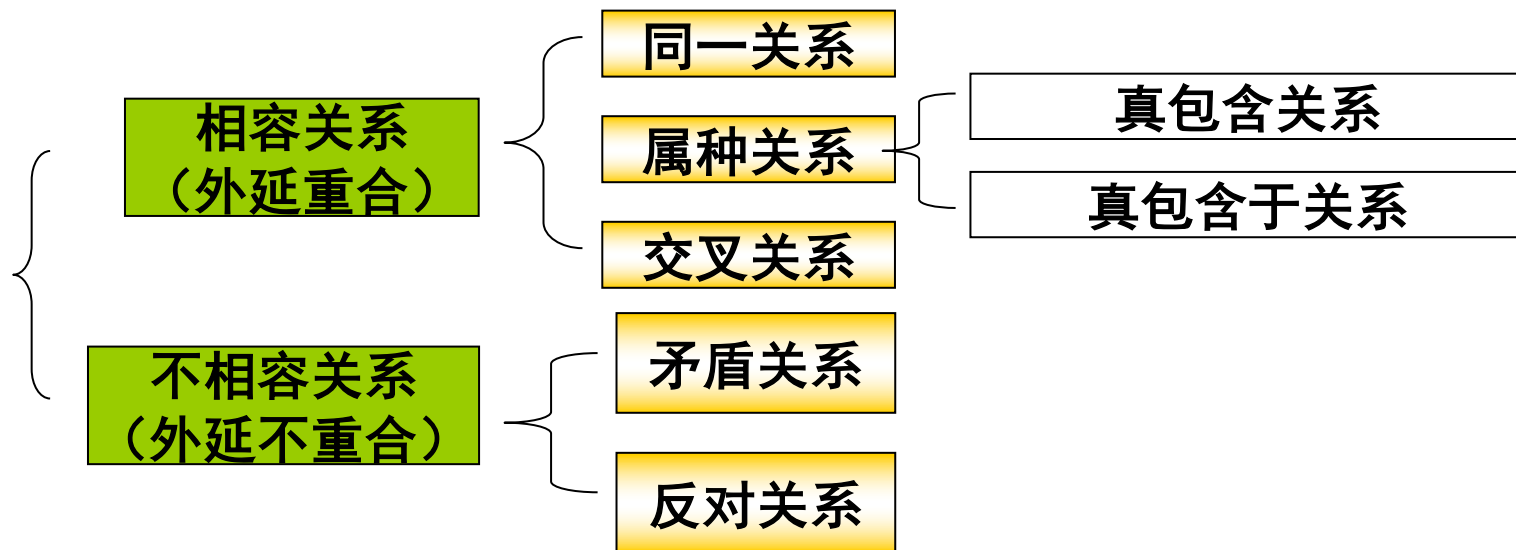 相容关系
（外延重合）
同一关系
属种关系
真包含关系
真包含于关系
交叉关系
不相容关系
（外延不重合）
矛盾关系
反对关系